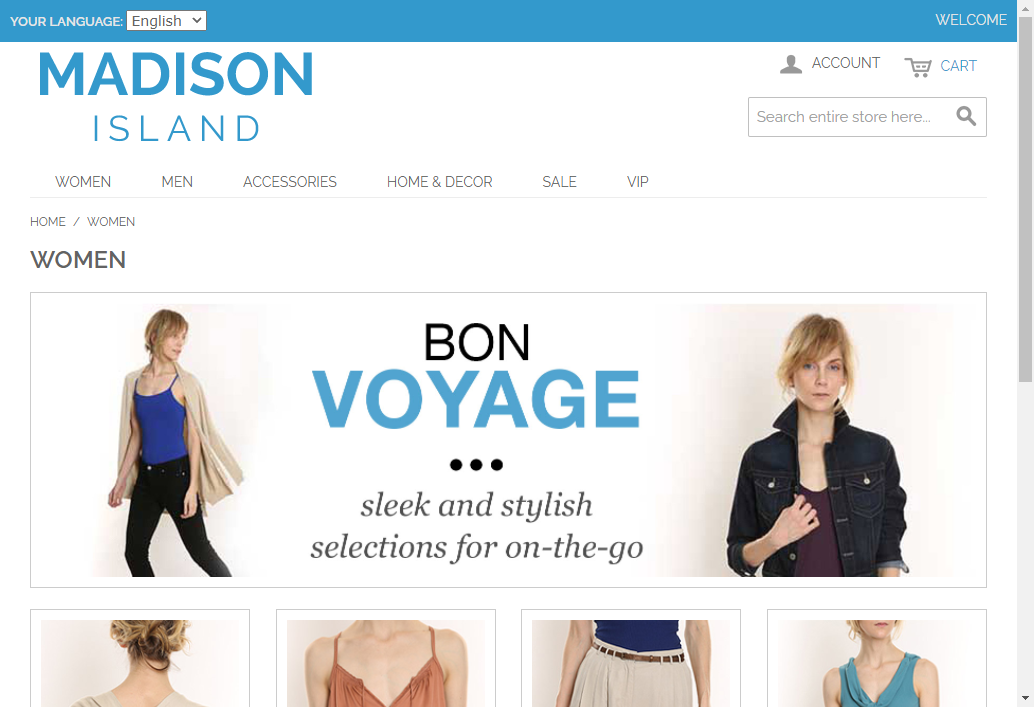 YOUR LANGUAGE: English
WELCOME
MADISON
ISLAND
ACCOUNT
CART
Search entire store here...
WOMEN
MEN
ACCESSORIES
HOME & DECOR
SALE
VIP
HOME / WOMEN
WOMEN
BON
VOYAGE
sleek and stylish
selections for on-the-go